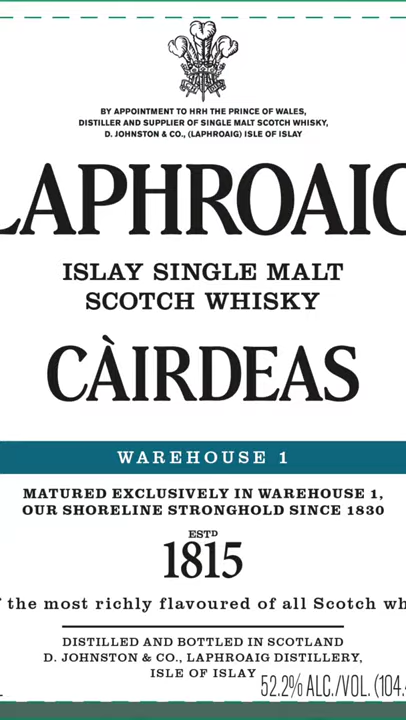 BY APPOINTMENT TO HRH THE PRINCE OF WALES,
DISTILLER AND SUPPLIER OF SINGLE MALT SCOTCH WHISKY,
D. JOHNSTON & CO., (LAPHROAIG) ISLE OF ISLAY
LAPHROAIG
ISLAY SINGLE MALT
SCOTCH WHISKY
CÀIRDEAS
WAREHOUSE 1
MATURED EXCLUSIVELY IN WAREHOUSE 1,
OUR SHORELINE STRONGHOLD SINCE 1830
ESTD
1815
the most richly flavoured of all Scotch wh
DISTILLED AND BOTTLED IN SCOTLAND
D. JOHNSTON & CO., LAPHROAIG DISTILLERY,
ISLE OF ISLAY
52.2% ALC./VOL. (104.